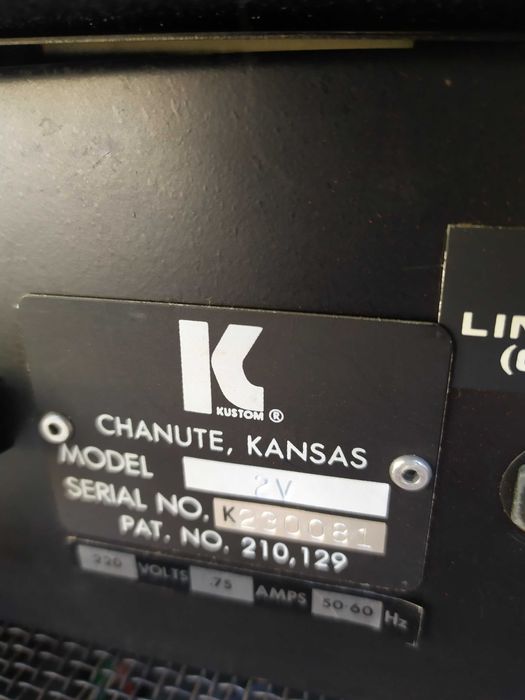 K
KUSTOM ®
CHANUTE, KANSAS
MODEL 2V
SERIAL NO. K230081
PAT. NO. 210,129
220 VOLTS .75 AMPS 50-60 Hz
LIN